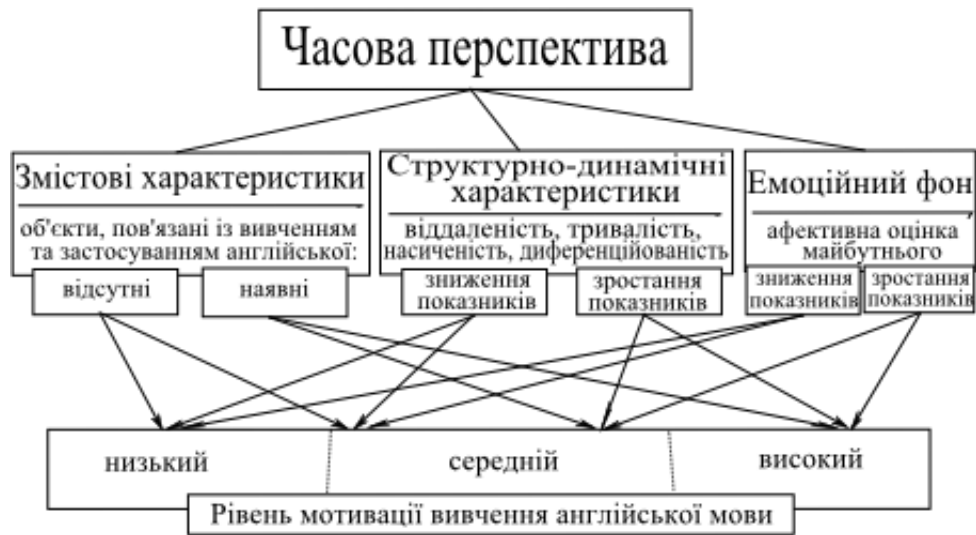 Часова перспектива
Змістові характеристики
об'єкти, пов'язані із вивченням
та застосуванням англійської:
відсутні
наявні
Структурно-динамічні
характеристики
віддаленість, тривалість,
насиченість, диференційованість
зниження
показників
зростання
показників
Емоційний фон
афективна оцінка
майбутнього
зниження
показників
зростання
показників
низький
середній
високий
Рівень мотивації вивчення англійської мови